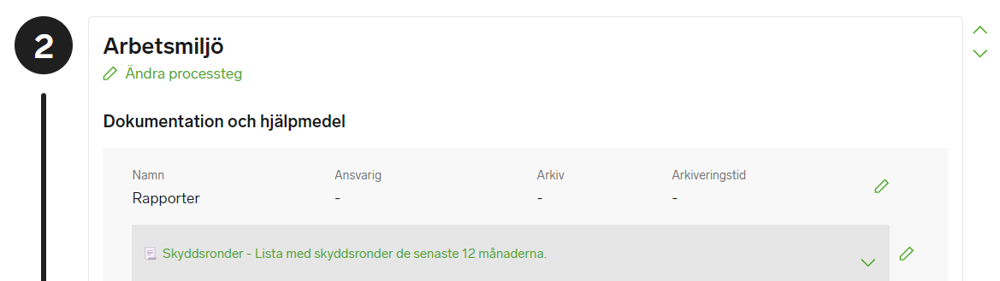 2
Arbetsmiljö
Ändra processteg
Dokumentation och hjälpmedel
Namn Ansvarig Arkiv Arkiveringstid
Rapporter - - -
Skyddsronder - Lista med skyddsronder de senaste 12 månaderna.